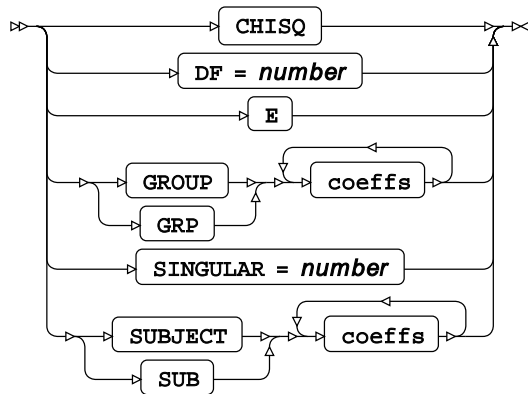 CHISQ
DF = number
E
GROUP coeffs
GRP
SINGULAR = number
SUBJECT coeffs
SUB